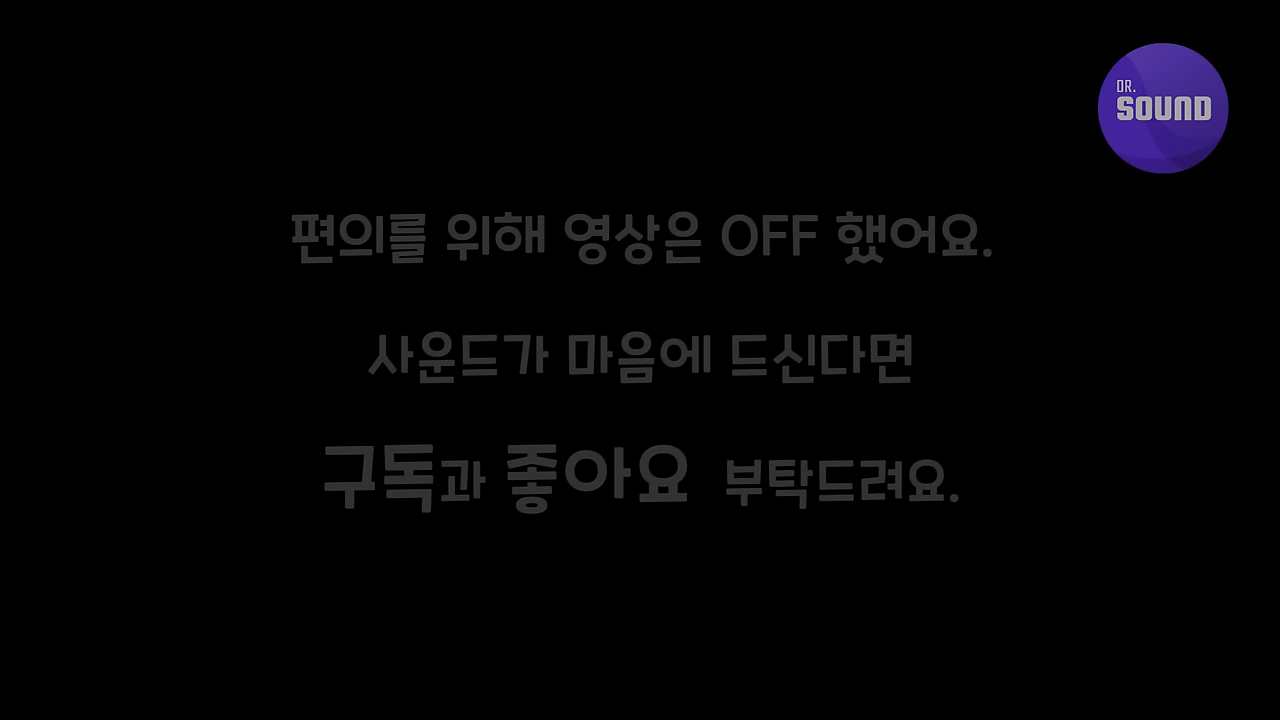 DR.
SOUND
편의를 위해 영상은 OFF 했어요.
사운드가 마음에 드신다면
구독과 좋아요 부탁드려요.